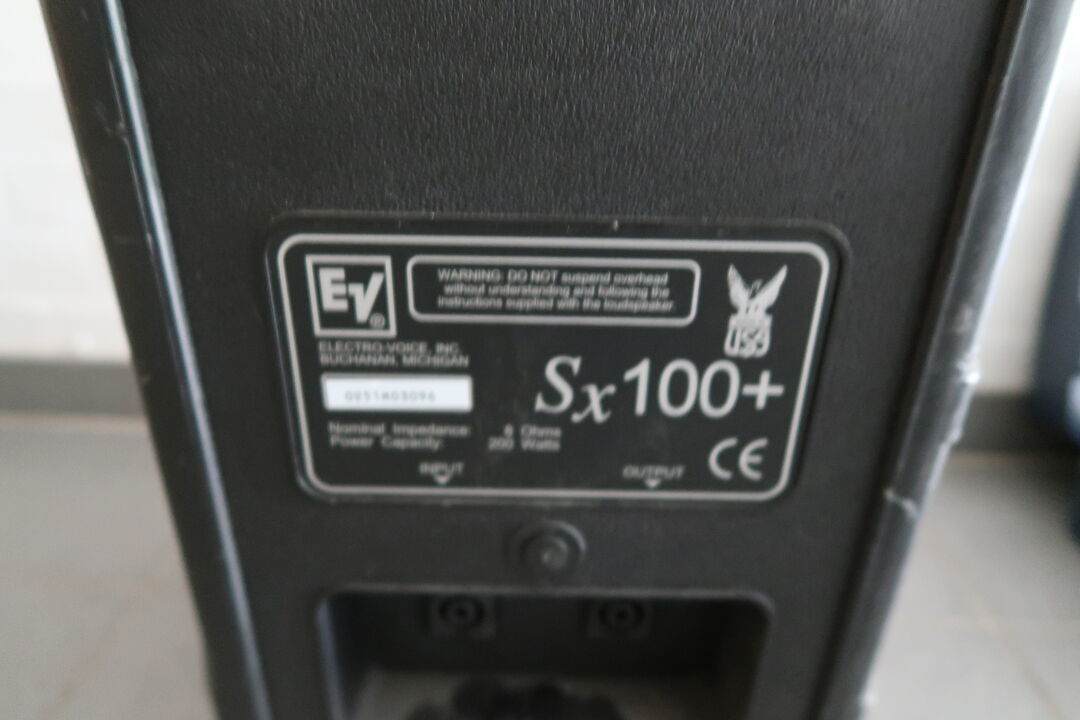 EV®
WARNING: DO NOT suspend overhead
without understanding and following the
instructions supplied with the loudspeaker.
ELECTRO-VOICE, INC.
BUCHANAN, MICHIGAN
Sx100+
Nominal Impedance: 8 Ohms
Power Capacity: 200 Watts
INPUT
OUTPUT
CE